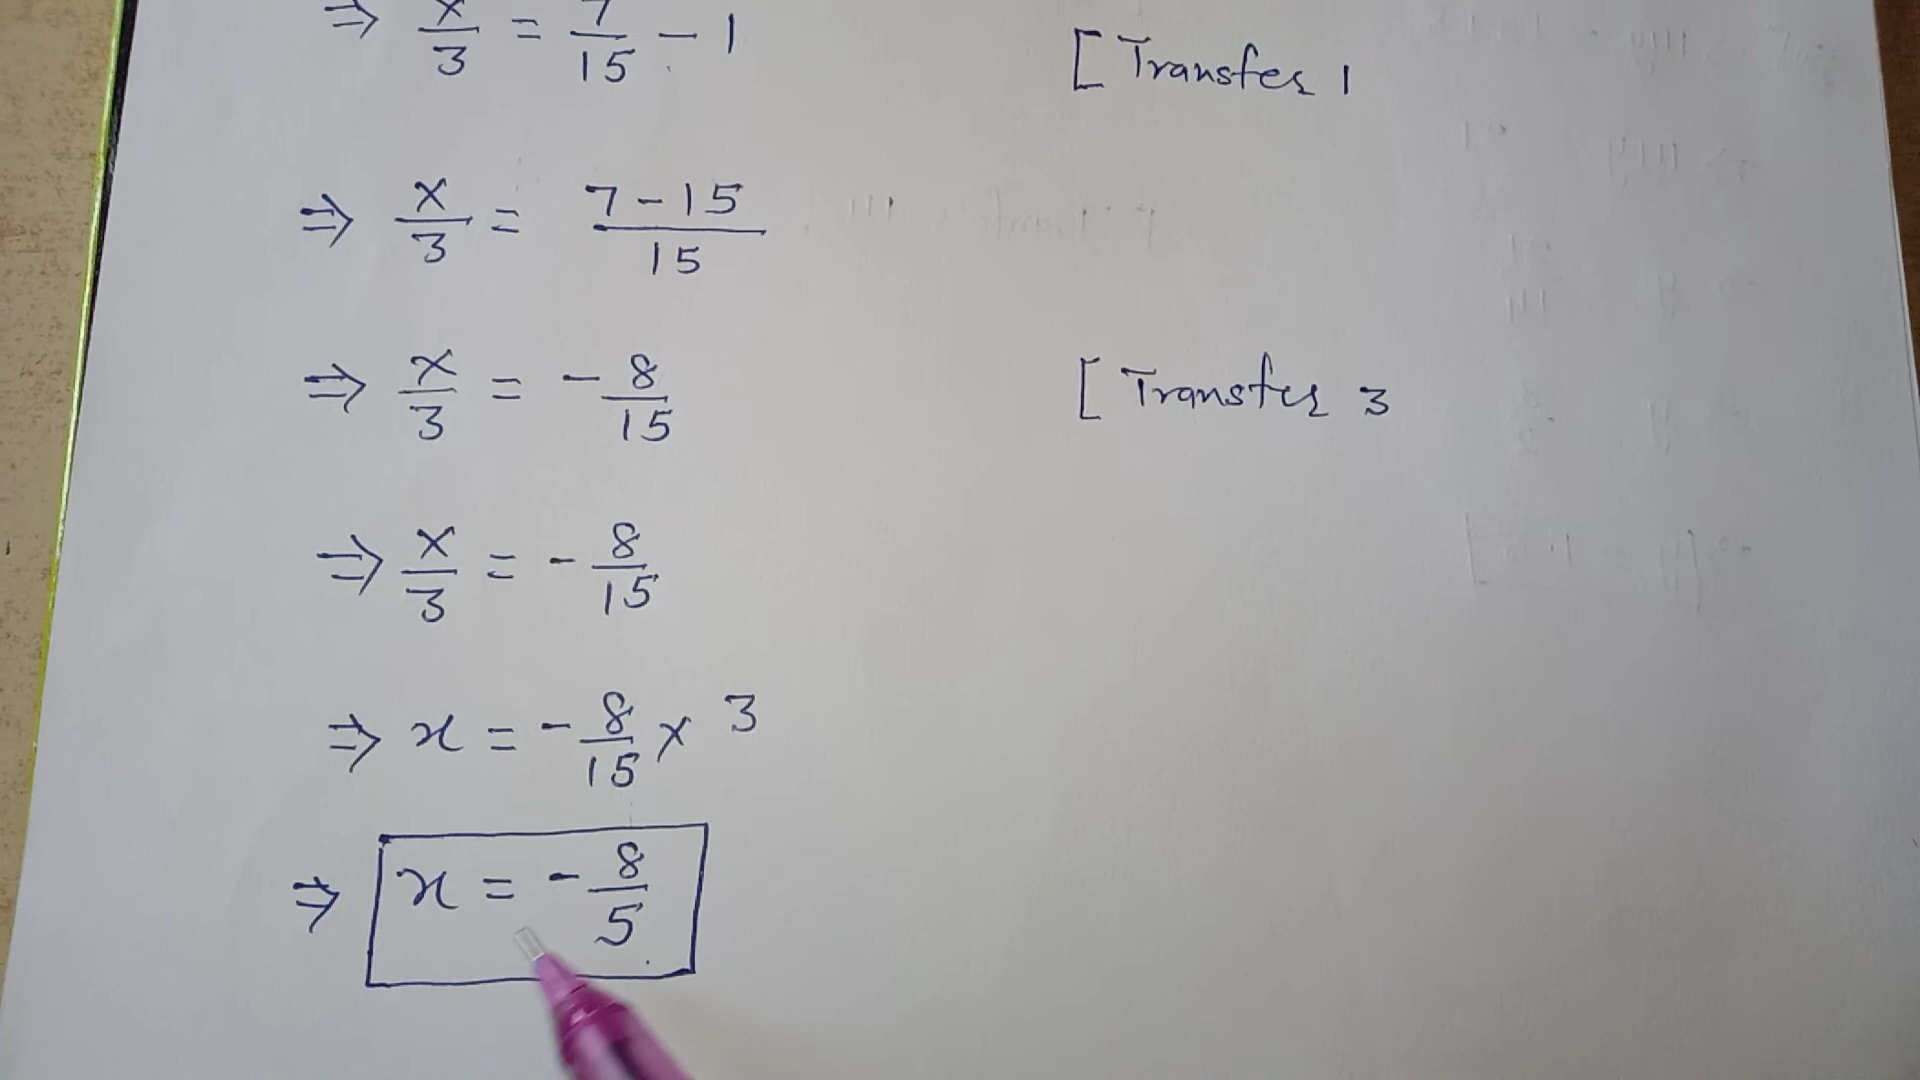 ⇒ x/3 = 7/15 - 1 [Transfer 1
⇒ x/3 = 7-15/15
⇒ x/3 = -8/15 [Transfer 3
⇒ x/3 = -8/15
⇒ x = -8/15 × 3
⇒ x = -8/5